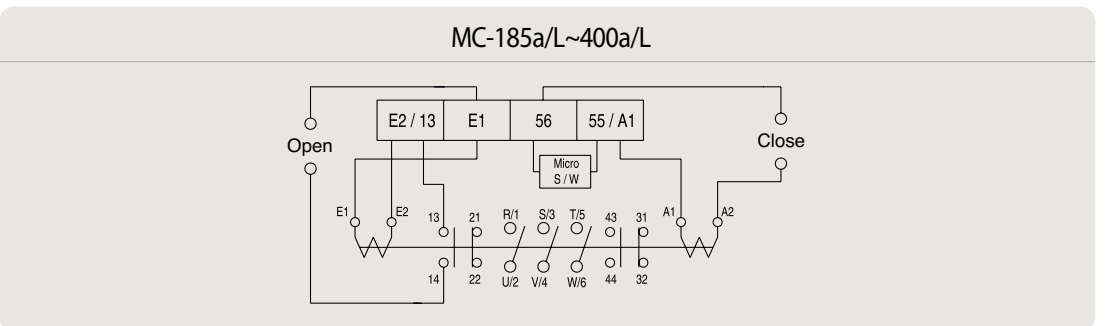 MC-185a/L~400a/L
E2 / 13 E1 56 55 / A1
Open
Close
Micro
S / W
E1 E2 13 21 R/1 S/3 T/5 43 31 A1 A2
14 22 U/2 V/4 W/6 44 32